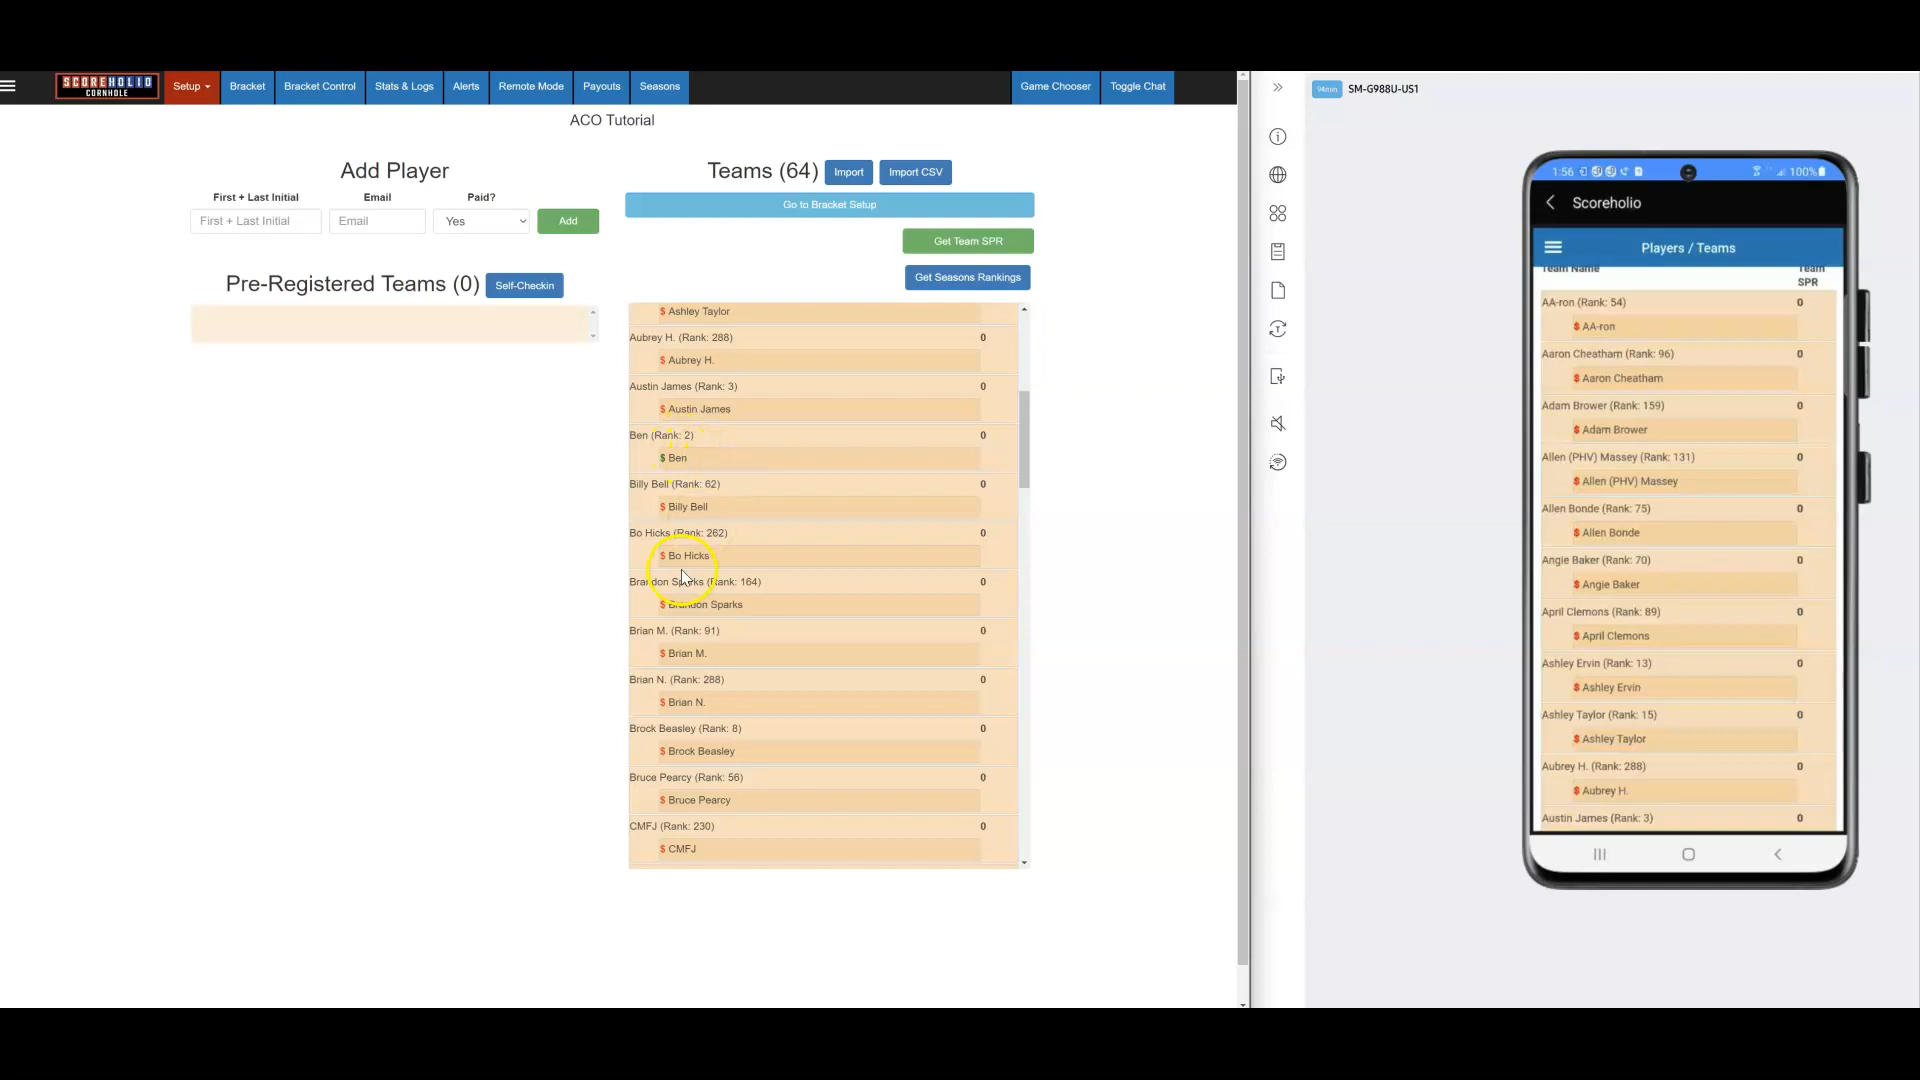 SCOREHOLIO
CORNHOLE
Setup
Bracket
Bracket Control
Stats & Logs
Alerts
Remote Mode
Payouts
Seasons
Game Chooser
Toggle Chat
ACO Tutorial
Add Player
First + Last Initial
Email
Paid?
First + Last Initial
Email
Yes
Add
Pre-Registered Teams (0)
Self-Checkin
Teams (64)
Import
Import CSV
Go to Bracket Setup
Get Team SPR
Get Seasons Rankings
$ Ashley Taylor
Aubrey H. (Rank: 288) 0
$ Aubrey H.
Austin James (Rank: 3) 0
$ Austin James
Ben (Rank: 2) 0
$ Ben
Billy Bell (Rank: 62) 0
$ Billy Bell
Bo Hicks (Rank: 262) 0
$ Bo Hicks
Brandon Sparks (Rank: 164) 0
$ Brandon Sparks
Brian M. (Rank: 91) 0
$ Brian M.
Brian N. (Rank: 288) 0
$ Brian N.
Brock Beasley (Rank: 8) 0
$ Brock Beasley
Bruce Pearcy (Rank: 56) 0
$ Bruce Pearcy
CMFJ (Rank: 230) 0
$ CMFJ
94min
SM-G988U-US1
1:56
100%
Scoreholio
Players / Teams
Team Name
Team
SPR
AA-ron (Rank: 54) 0
$ AA-ron
Aaron Cheatham (Rank: 96) 0
$ Aaron Cheatham
Adam Brower (Rank: 159) 0
$ Adam Brower
Allen (PHV) Massey (Rank: 131) 0
$ Allen (PHV) Massey
Allen Bonde (Rank: 75) 0
$ Allen Bonde
Angie Baker (Rank: 70) 0
$ Angie Baker
April Clemons (Rank: 89) 0
$ April Clemons
Ashley Ervin (Rank: 13) 0
$ Ashley Ervin
Ashley Taylor (Rank: 15) 0
$ Ashley Taylor
Aubrey H. (Rank: 288) 0
$ Aubrey H.
Austin James (Rank: 3) 0